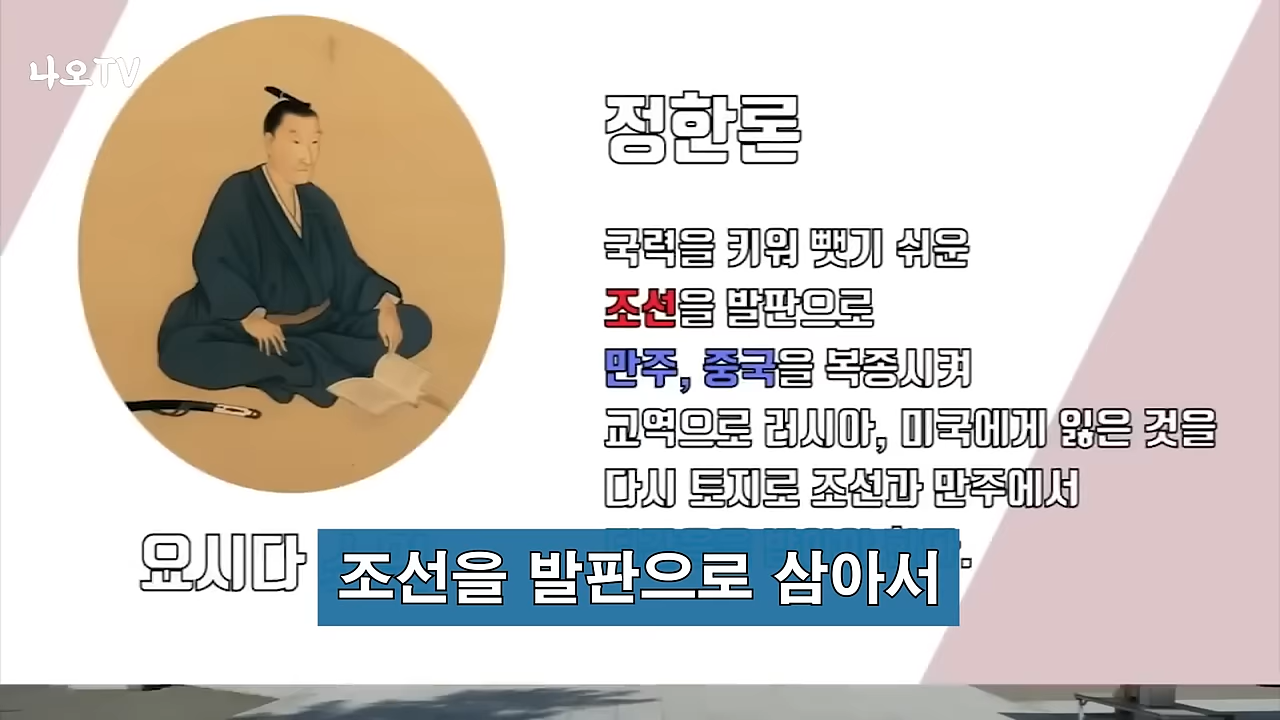 나오TV
정한론
국력을 키워 뺏기 쉬운
조선을 발판으로
만주, 중국을 복종시켜
교역으로 러시아, 미국에게 잃은 것을
다시 토지로 조선과 만주에서
요시다
조선을 발판으로 삼아서